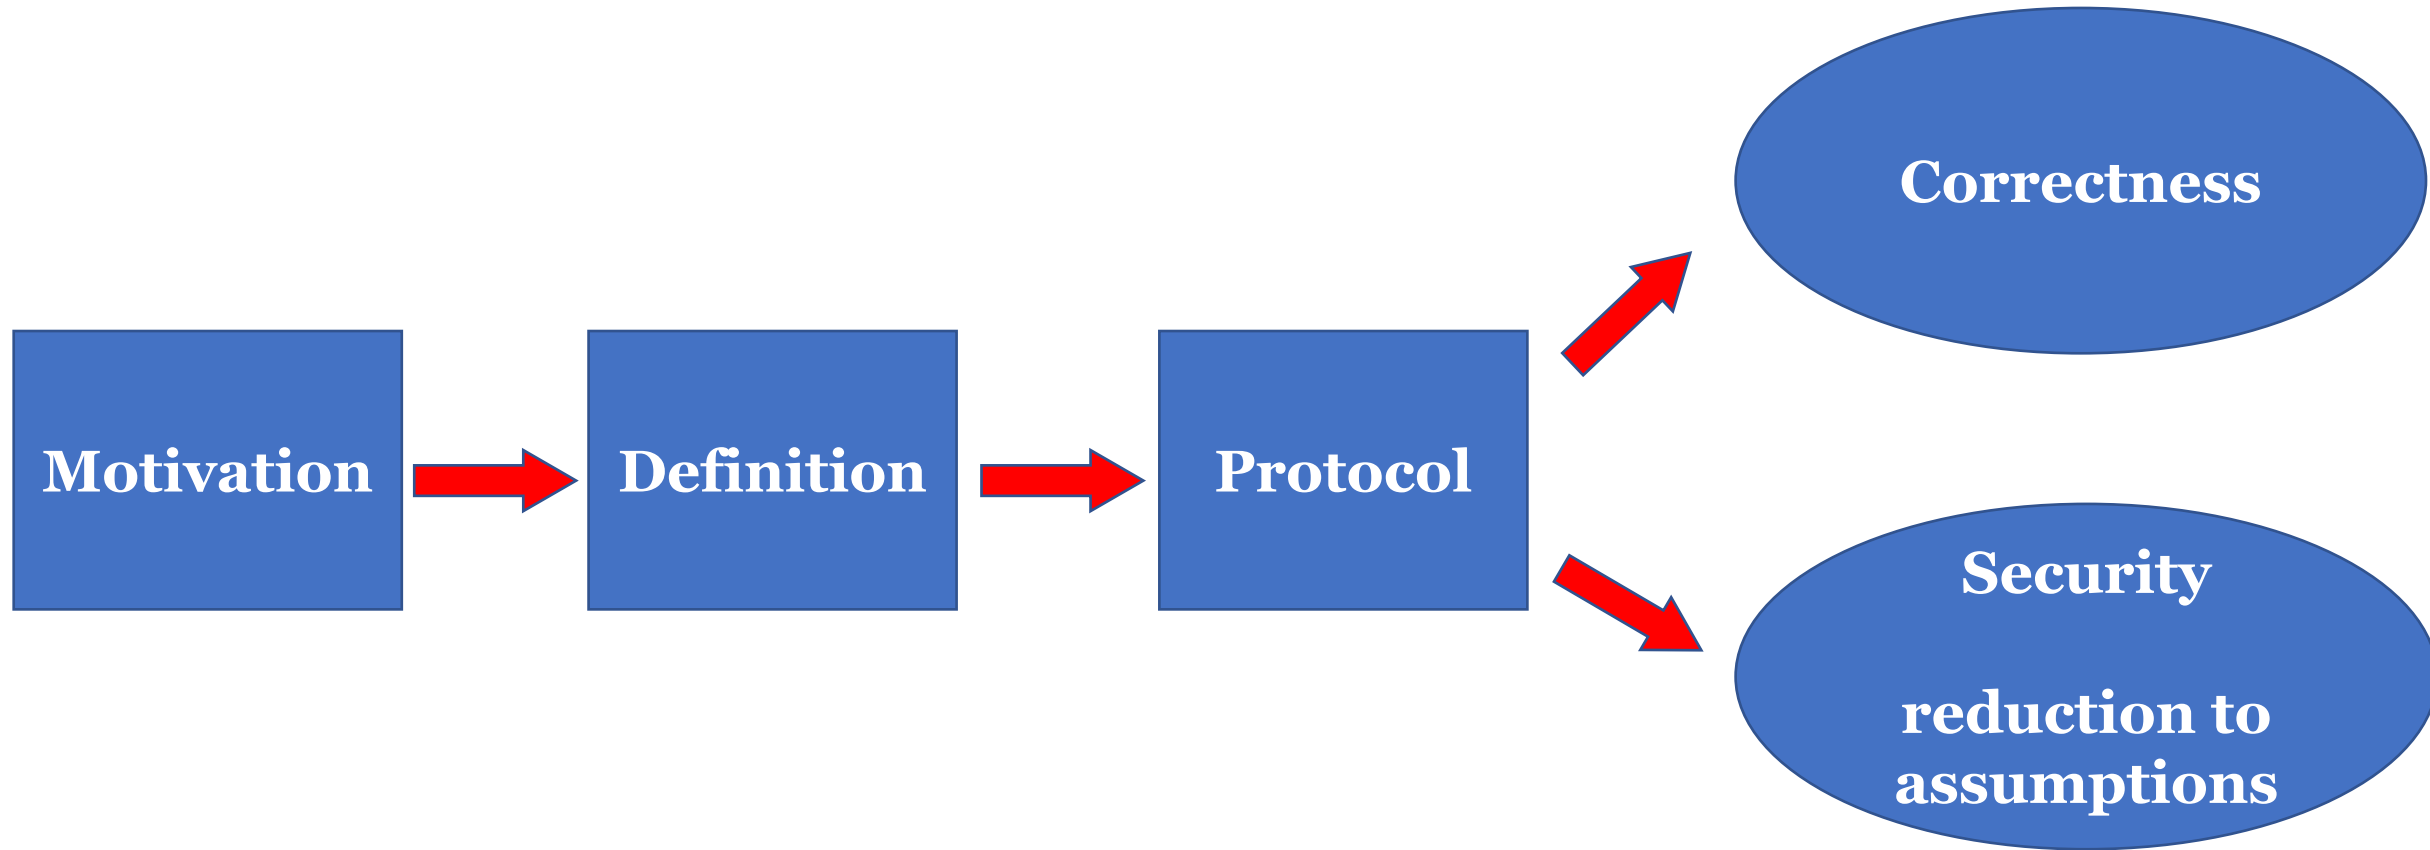 Motivation
Definition
Protocol
Correctness
Security
reduction to
assumptions